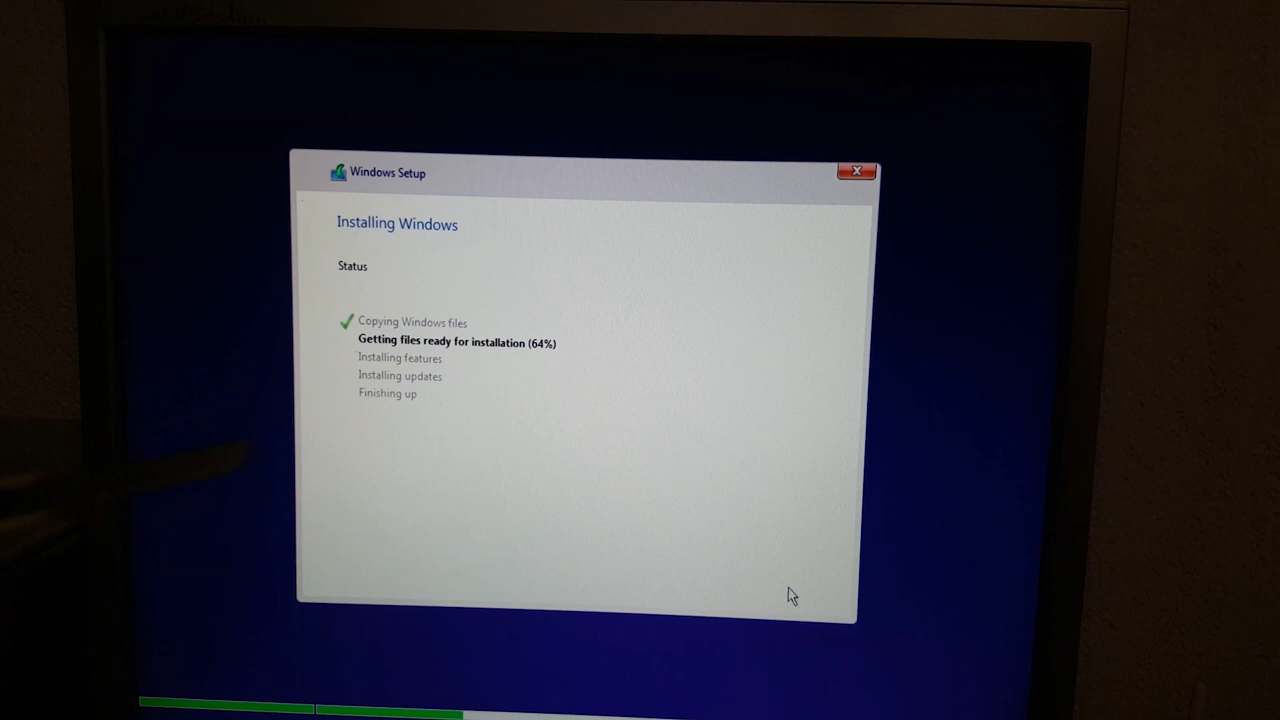 Windows Setup
Installing Windows
Status
Copying Windows files
Getting files ready for installation (64%)
Installing features
Installing updates
Finishing up